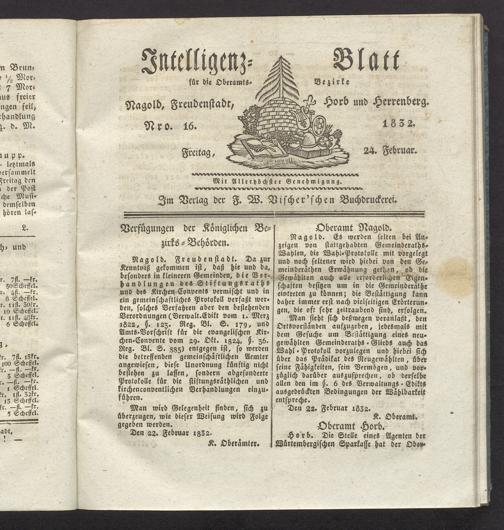 Intelligenz- Blatt
für die Oberamts- Bezirke
Nagold, Freudenstadt, Horb und Herrenberg.
Nro. 16. 1832.
Freitag, 24. Februar.
Mit Allerhöchster Genehmigung.
Im Verlag der F. W. Vischer'schen Buchdruckerei.
Verfügungen der Königlichen Be-
zirks-Behörden.
Nagold. Freudenstadt. Da zur
Kenntniß gekommen ist, daß hie und da,
besonders in kleinern Gemeinden, die Ver-
handlungen des Stiftungsraths und
des Kirchen-Convents vermischt und in
ein gemeinschaftliches Protokoll verfaßt wer-
den, solches Verfahren aber den bestehenden
Verordnungen (Verwalt.Edikt vom 1. Merz
1822, §. 123. Reg. Bl. S. 179, und
Amts-Vorschrift für die evangelischen Kir-
chen-Convente vom 29. Okt. 1824, §. 36.
Reg. Bl. S. 885) entgegen ist, so werden
die betreffenden gemeinschaftlichen Aemter
angewiesen, diese Unordnung künftig nicht
bestehen zu lassen, sondern abgesonderte
Protokolle für die stiftungsräthlichen und
kirchenconventlichen Verhandlungen einzu-
führen.
Man wird Gelegenheit finden, sich zu
überzeugen, wie dieser Weisung wird Folge
gegeben werden.
Den 22. Februar 1832.
K. Oberämter.
Oberamt Nagold.
Nagold. Es werden selten bei An-
zeigen von stattgehabten Gemeinderaths-
Wahlen, die Wahl-Protokolle mit vorgelegt
und noch seltener wird hiebei von den Ge-
meinderäthen Erwähnung gethan, ob die
Gewählten auch alle erforderlichen Eigen-
schaften besitzen um in die Gemeinderäthe
eintreten zu können; die Bestätigung kann
daher immer erst nach vielseitigen Erörterun-
gen, die oft sehr zeitraubend sind, erfolgen.
Man sieht sich deswegen veranlaßt, den
Ortsvorständen aufzugeben, jedesmals mit
dem Gesuche um Bestätigung eines neu-
gewählten Gemeinderaths-Glieds auch das
Wahl-Protokoll vorzulegen und hiebei sich
über das Prädikat des Neugewählten, über
seine Fähigkeiten, sein Vermögen, und vor-
züglich darüber auszusprechen, ob derselbe
allen den im §. 6 des Verwaltungs-Edikts
ausgedrückten Bedingungen der Wählbarkeit
entspreche.
Den 22. Februar 1832.
K. Oberamt.
Oberamt Horb.
Horb. Die Stelle eines Agenten der
Württembergischen Sparkasse hat der Ober-